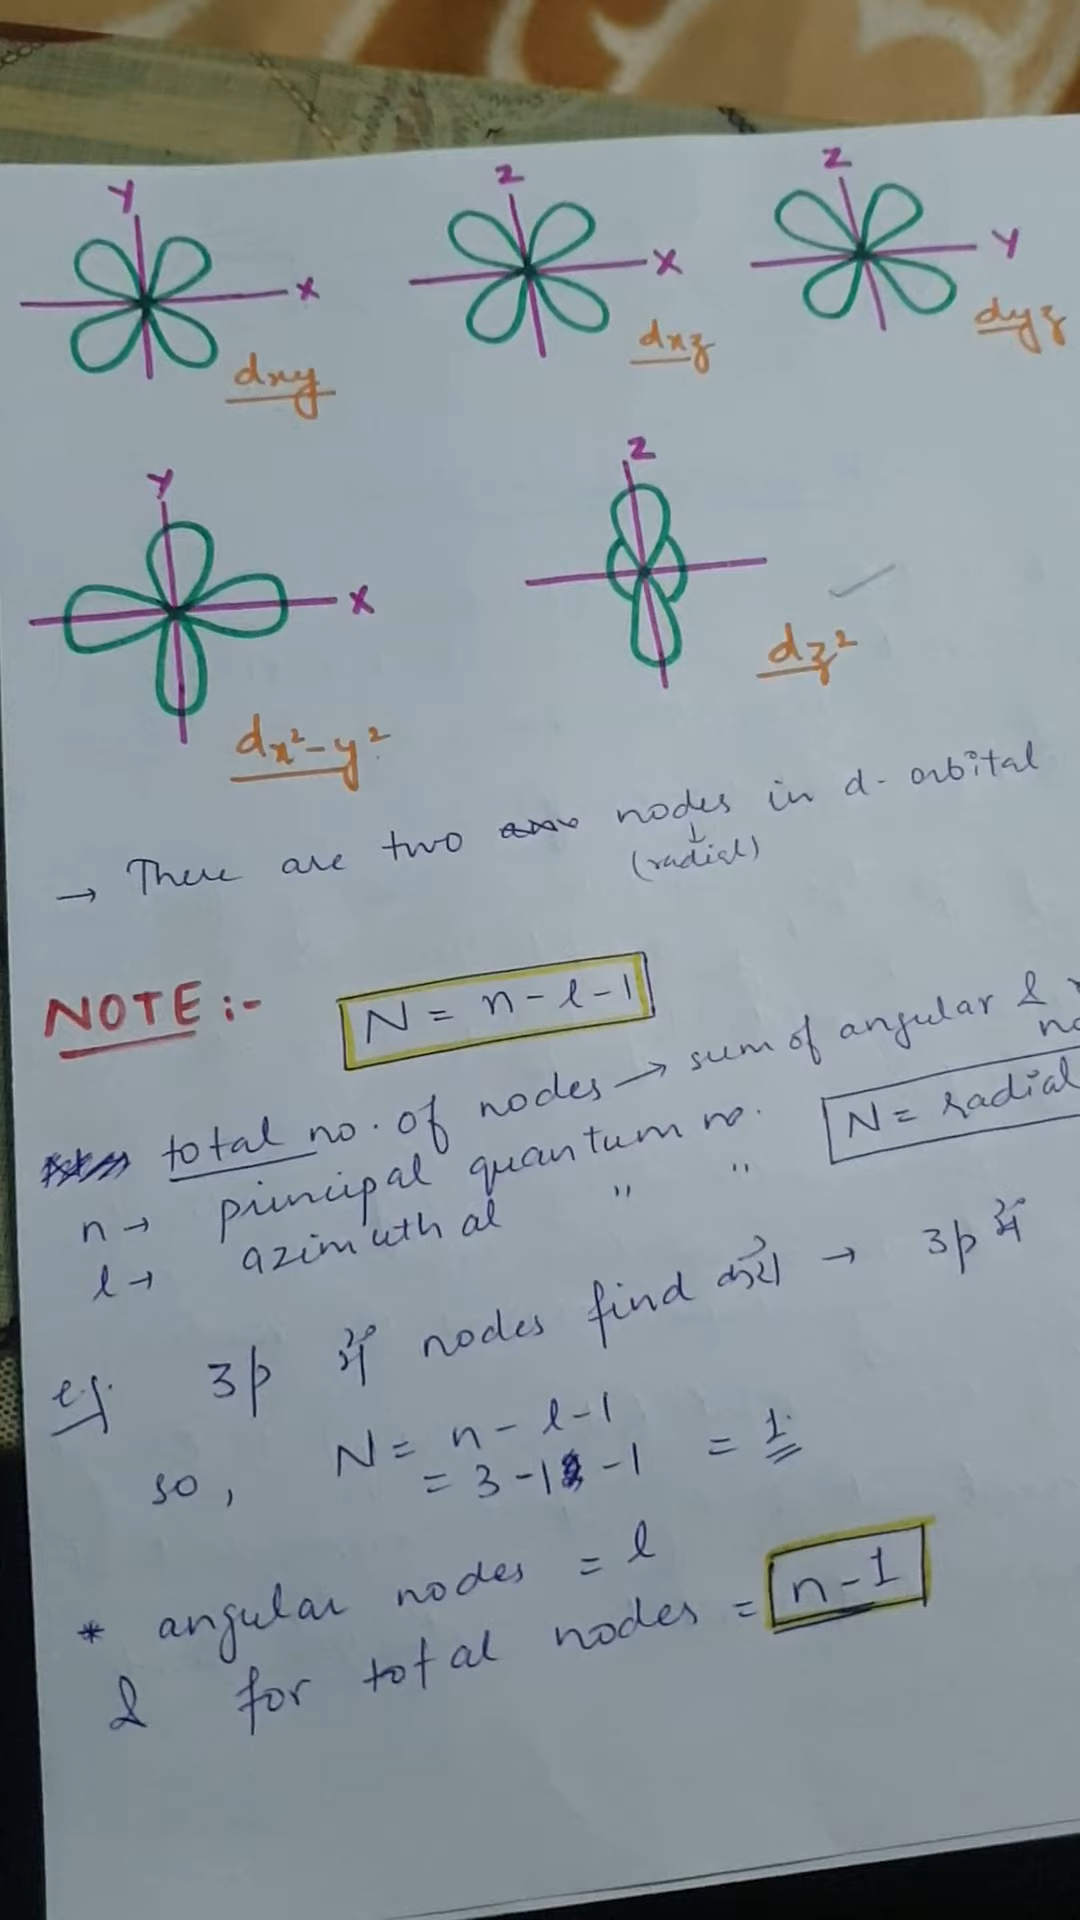 Y
X
dxy
Z
X
dxz
Z
Y
dyz
Y
X
dx²-y²
Z
dz²
→ There are two nodes in d-orbital
↓
(radial)
NOTE :-
N = n - l - 1
total no. of nodes → sum of angular &
N = radial
n → principal quantum no.
l → azimuthal " "
eg. 3p में nodes find करो → 3p में
so, N = n - l - 1
= 3 - 1 - 1 = 1
* angular nodes = l
& for total nodes = n - 1